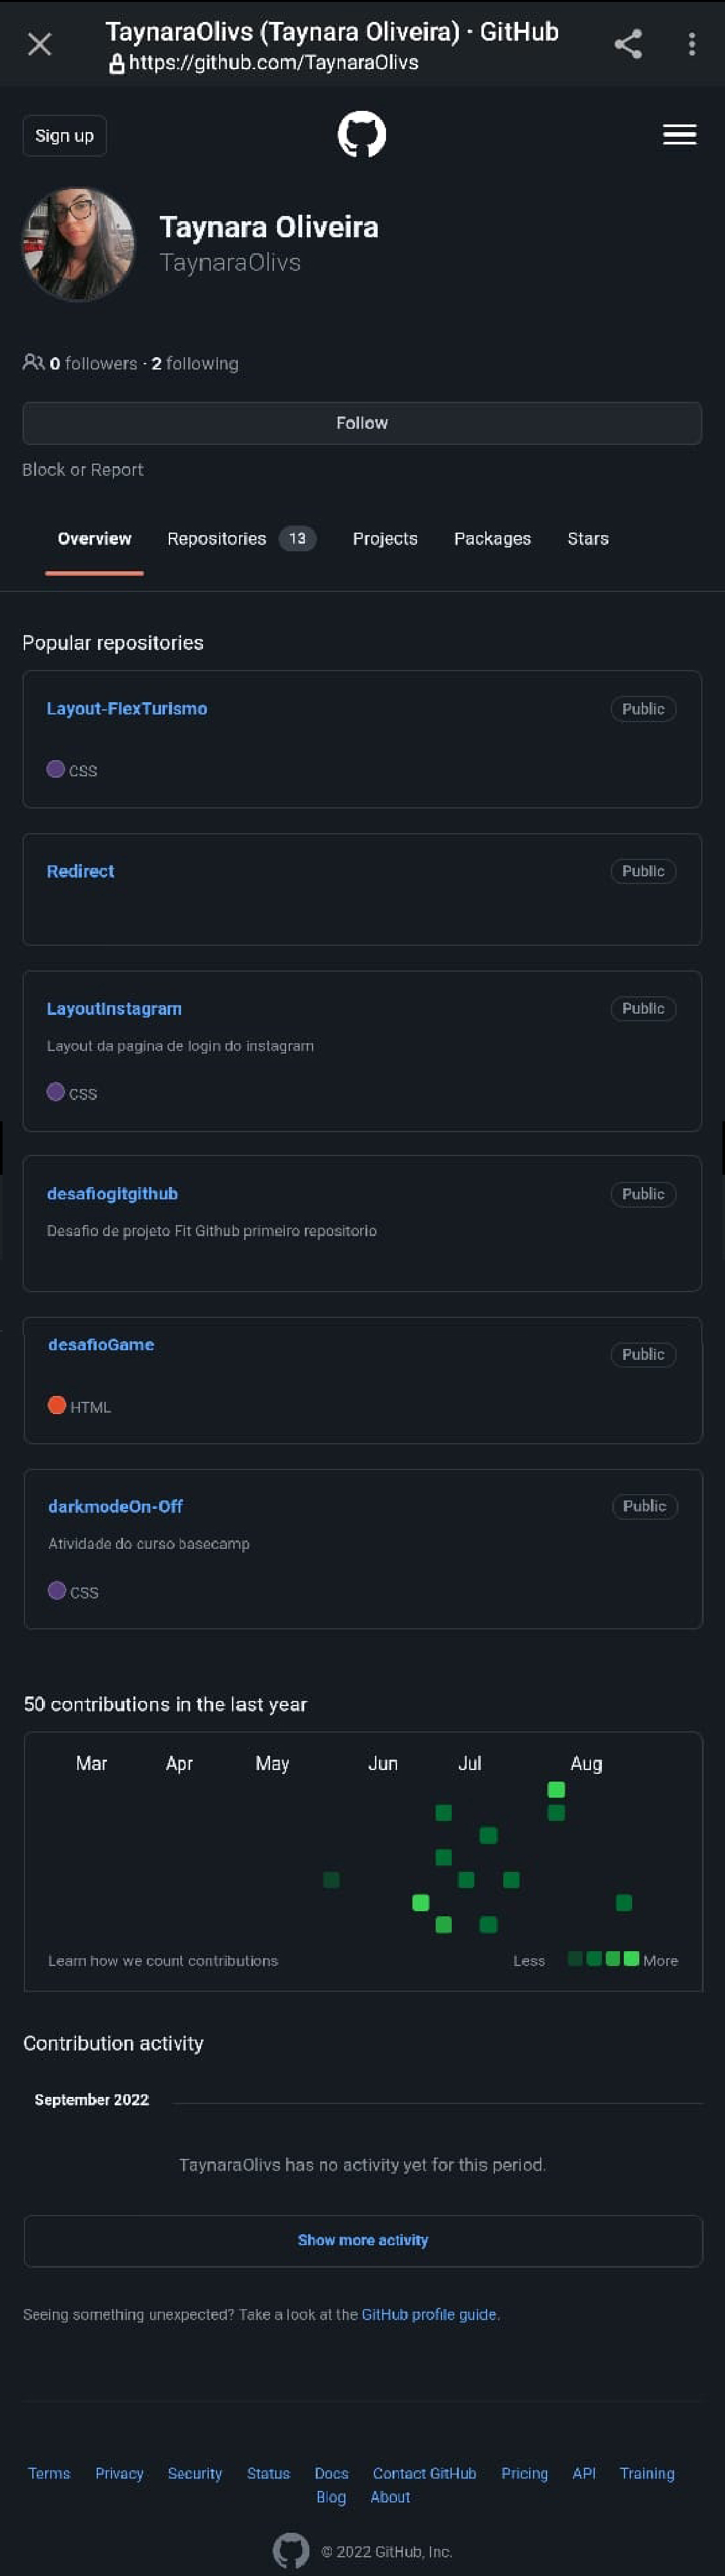 TaynaraOlivs (Taynara Oliveira) · GitHub
https://github.com/TaynaraOlivs
Sign up
Taynara Oliveira
TaynaraOlivs
0 followers · 2 following
Follow
Block or Report
Overview Repositories 13 Projects Packages Stars
Popular repositories
Layout-FlexTurismo Public
CSS
Redirect Public
LayoutInstagram Public
Layout da pagina de login do instagram
CSS
desafiogitgithub Public
Desafio de projeto Fit Github primeiro repositorio
desafioGame Public
HTML
darkmodeOn-Off Public
Atividade do curso basecamp
CSS
50 contributions in the last year
Mar Apr May Jun Jul Aug
Learn how we count contributions Less More
Contribution activity
September 2022
TaynaraOlivs has no activity yet for this period.
Show more activity
Seeing something unexpected? Take a look at the GitHub profile guide.
Terms Privacy Security Status Docs Contact GitHub Pricing API Training
Blog About
© 2022 GitHub, Inc.